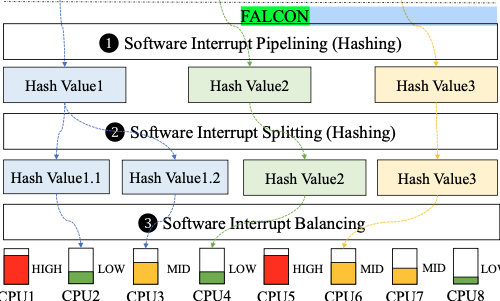 FALCON
❶ Software Interrupt Pipelining (Hashing)
Hash Value1 Hash Value2 Hash Value3
❷ Software Interrupt Splitting (Hashing)
Hash Value1.1 Hash Value1.2 Hash Value2 Hash Value3
❸ Software Interrupt Balancing
HIGH LOW MID LOW HIGH MID MID LOW
CPU1 CPU2 CPU3 CPU4 CPU5 CPU6 CPU7 CPU8